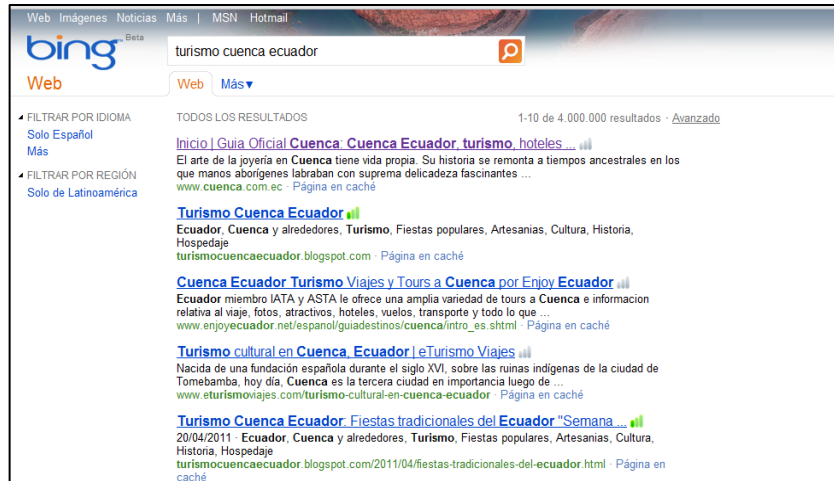 Web Imágenes Noticias Más | MSN Hotmail
bing™ Beta
turismo cuenca ecuador
Web
Web Más▾
FILTRAR POR IDIOMA
Solo Español
Más
FILTRAR POR REGIÓN
Solo de Latinoamérica
TODOS LOS RESULTADOS 1-10 de 4.000.000 resultados · Avanzado
Inicio | Guia Oficial Cuenca: Cuenca Ecuador, turismo, hoteles ...
El arte de la joyería en Cuenca tiene vida propia. Su historia se remonta a tiempos ancestrales en los
que manos aborígenes labraban con suprema delicadeza fascinantes ...
www.cuenca.com.ec · Página en caché
Turismo Cuenca Ecuador
Ecuador, Cuenca y alrededores, Turismo, Fiestas populares, Artesanias, Cultura, Historia,
Hospedaje
turismocuencaecuador.blogspot.com · Página en caché
Cuenca Ecuador Turismo Viajes y Tours a Cuenca por Enjoy Ecuador
Ecuador miembro IATA y ASTA le ofrece una amplia variedad de tours a Cuenca e informacion
relativa al viaje, fotos, atractivos, hoteles, vuelos, transporte y todo lo que ...
www.enjoyecuador.net/espanol/guiadestinos/cuenca/intro_es.shtml · Página en caché
Turismo cultural en Cuenca, Ecuador | eTurismo Viajes
Nacida de una fundación española durante el siglo XVI, sobre las ruinas indígenas de la ciudad de
Tomebamba, hoy día, Cuenca es la tercera ciudad en importancia luego de ...
www.eturismoviajes.com/turismo-cultural-en-cuenca-ecuador · Página en caché
Turismo Cuenca Ecuador: Fiestas tradicionales del Ecuador "Semana ...
20/04/2011 · Ecuador, Cuenca y alrededores, Turismo, Fiestas populares, Artesanias, Cultura,
Historia, Hospedaje
turismocuencaecuador.blogspot.com/2011/04/fiestas-tradicionales-del-ecuador.html · Página en
caché